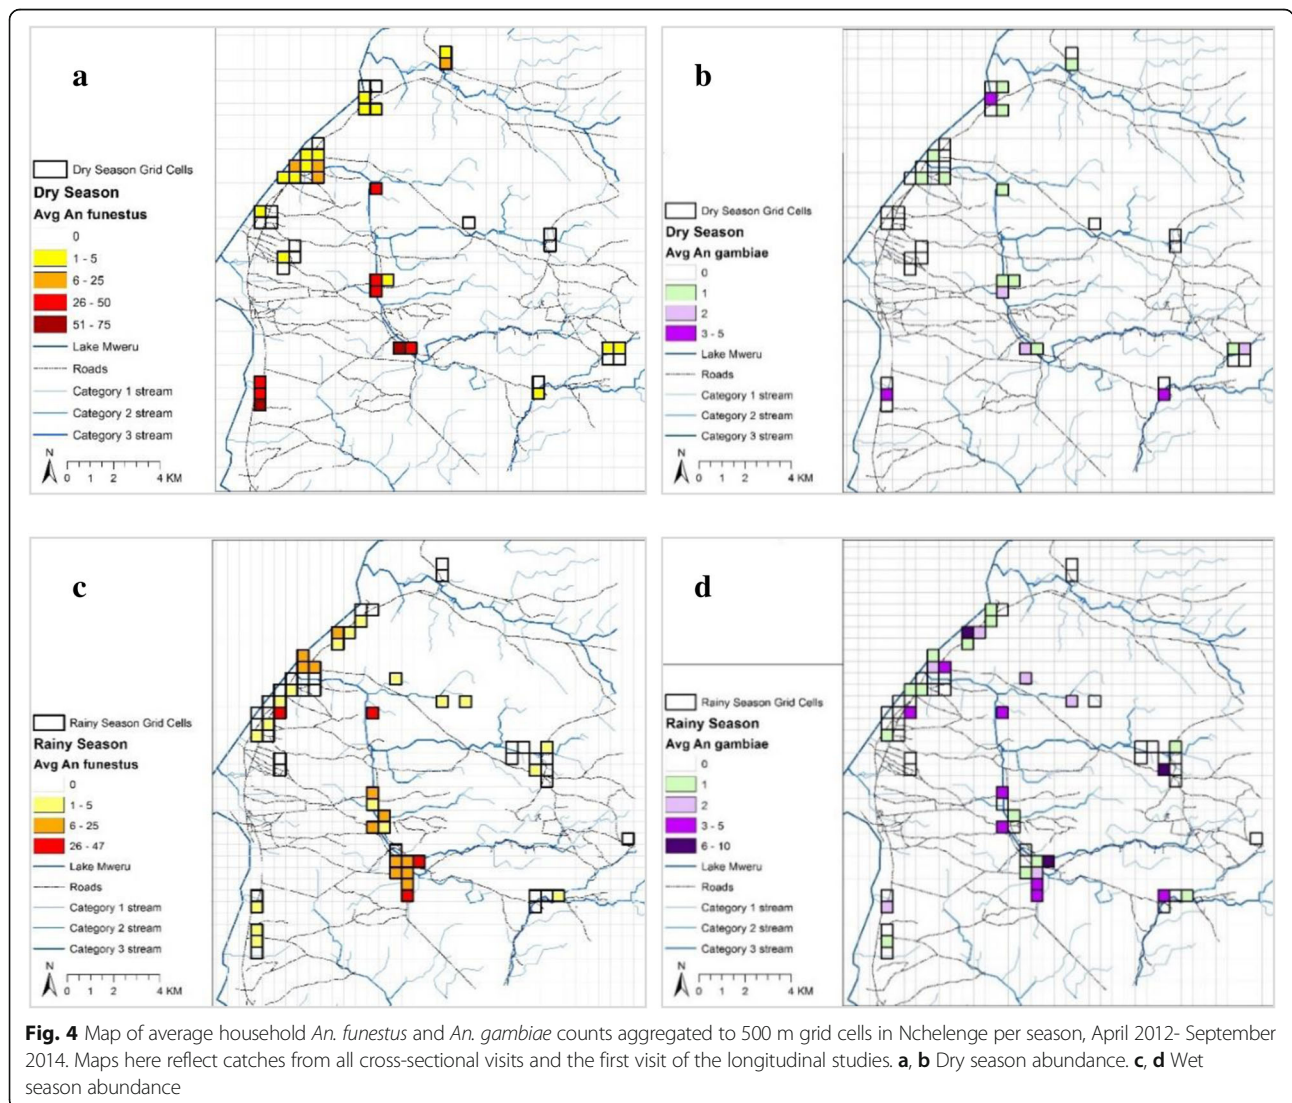 a
Dry Season Grid Cells
Dry Season
Avg An funestus
0
1 - 5
6 - 25
26 - 50
51 - 75
Lake Mweru
Roads
Category 1 stream
Category 2 stream
Category 3 stream
N
0 1 2 4 KM
b
Dry Season Grid Cells
Dry Season
Avg An gambiae
0
1
2
3 - 5
Lake Mweru
Roads
Category 1 stream
Category 2 stream
Category 3 stream
N
0 1 2 4 KM
c
Rainy Season Grid Cells
Rainy Season
Avg An funestus
0
1 - 5
6 - 25
26 - 47
Lake Mweru
Roads
Category 1 stream
Category 2 stream
Category 3 stream
N
0 1 2 4 KM
d
Rainy Season Grid Cells
Rainy Season
Avg An gambiae
0
1
2
3 - 5
6 - 10
Lake Mweru
Roads
Category 1 stream
Category 2 stream
Category 3 stream
N
0 1 2 4 KM
Fig. 4 Map of average household An. funestus and An. gambiae counts aggregated to 500 m grid cells in Nchelenge per season, April 2012- September
2014. Maps here reflect catches from all cross-sectional visits and the first visit of the longitudinal studies. a, b Dry season abundance. c, d Wet
season abundance